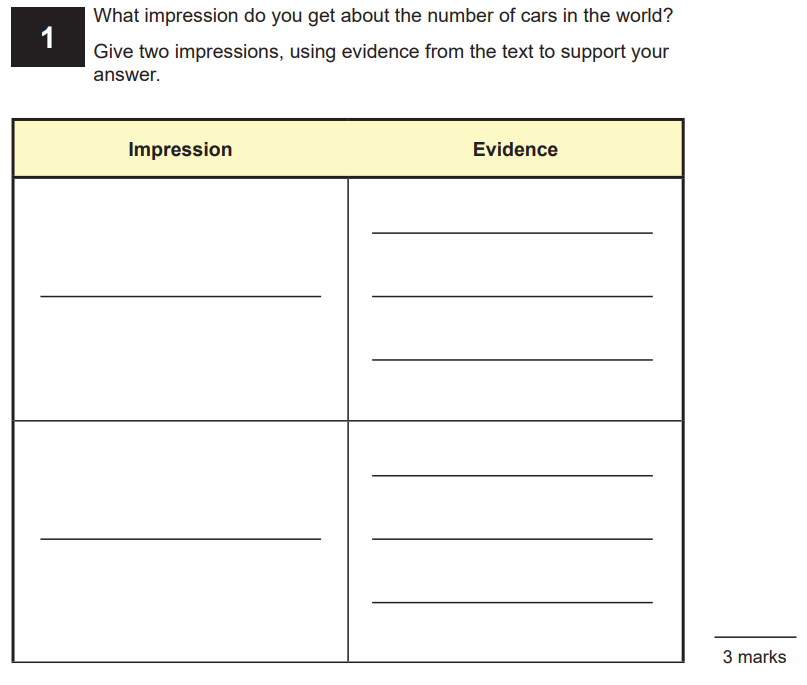 1
What impression do you get about the number of cars in the world?
Give two impressions, using evidence from the text to support your
answer.
Impression Evidence
3 marks